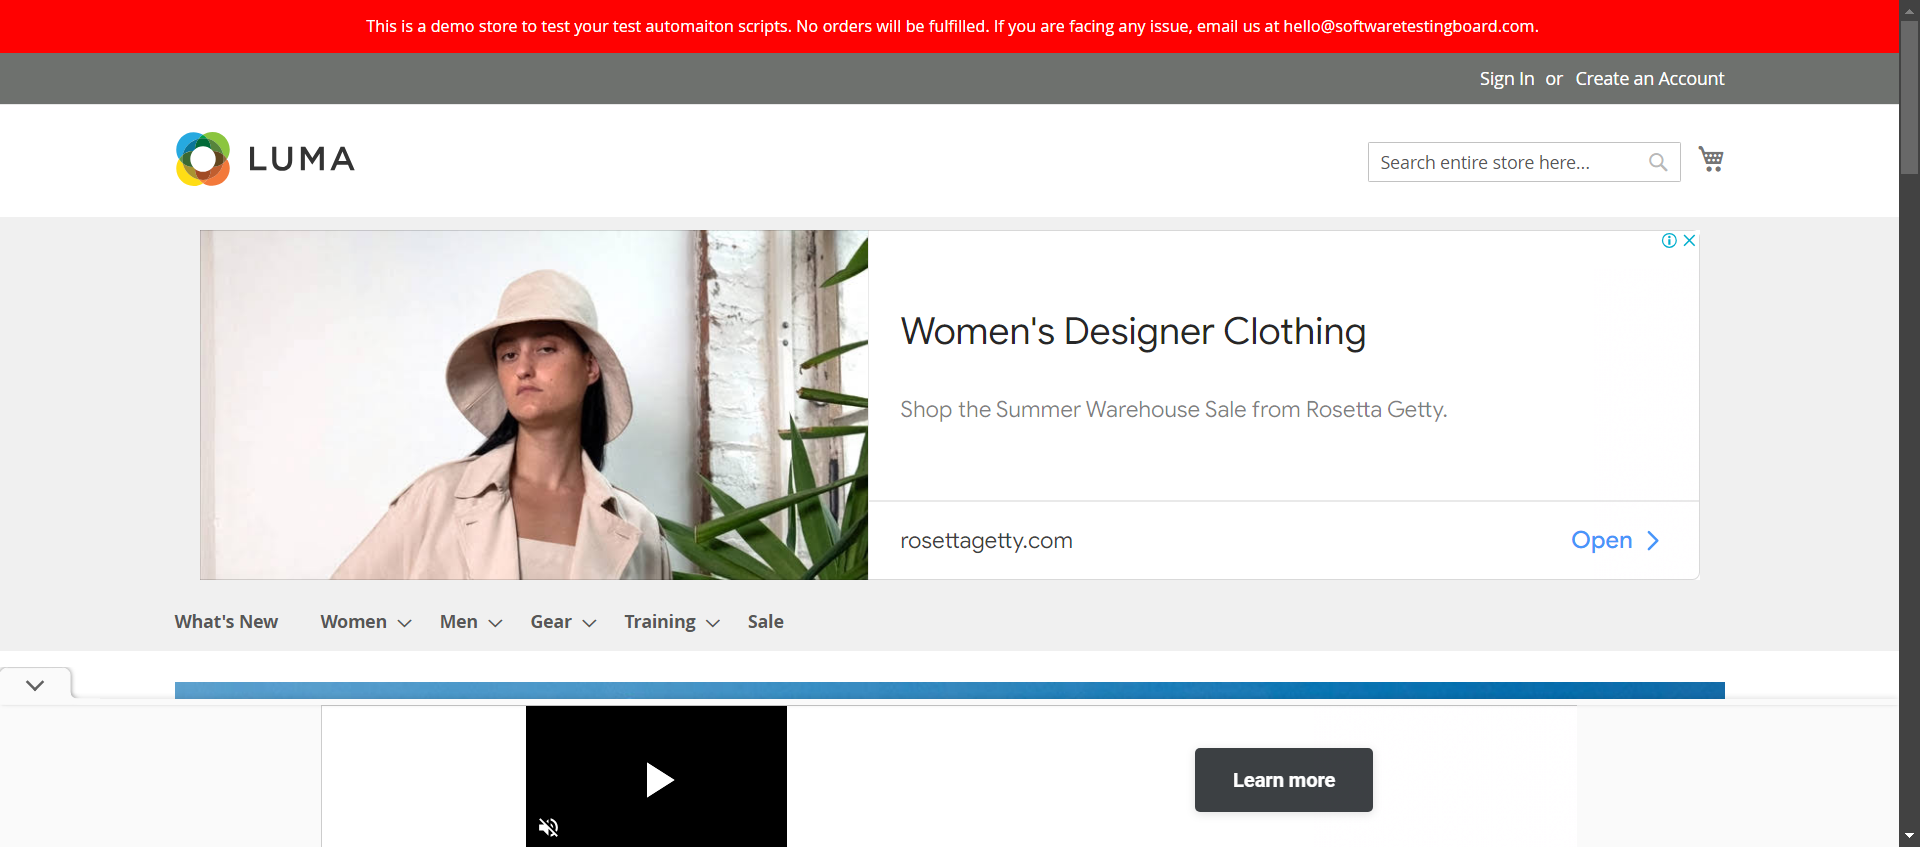 This is a demo store to test your test automaiton scripts. No orders will be fulfilled. If you are facing any issue, email us at hello@softwaretestingboard.com.
Sign In or Create an Account
LUMA
Search entire store here...
Women's Designer Clothing
Shop the Summer Warehouse Sale from Rosetta Getty.
rosettagetty.com
Open
What's New Women Men Gear Training Sale
Learn more